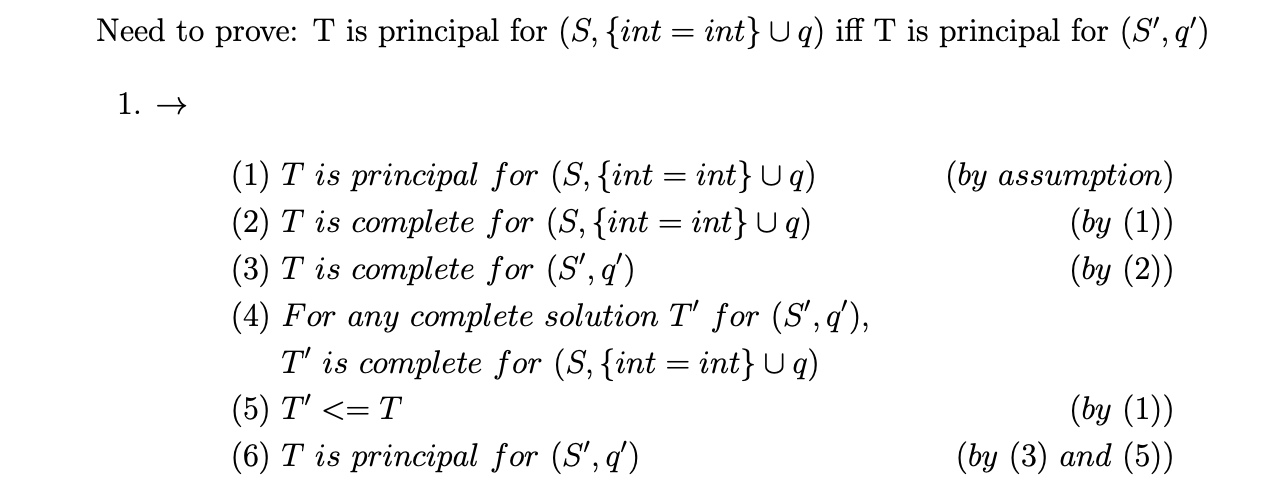 Need to prove: T is principal for (S, {int = int} ∪ q) iff T is principal for (S′, q′)
1. →
(1) T is principal for (S, {int = int} ∪ q) (by assumption)
(2) T is complete for (S, {int = int} ∪ q) (by (1))
(3) T is complete for (S′, q′) (by (2))
(4) For any complete solution T′ for (S′, q′),
T′ is complete for (S, {int = int} ∪ q)
(5) T′ <= T (by (1))
(6) T is principal for (S′, q′) (by (3) and (5))